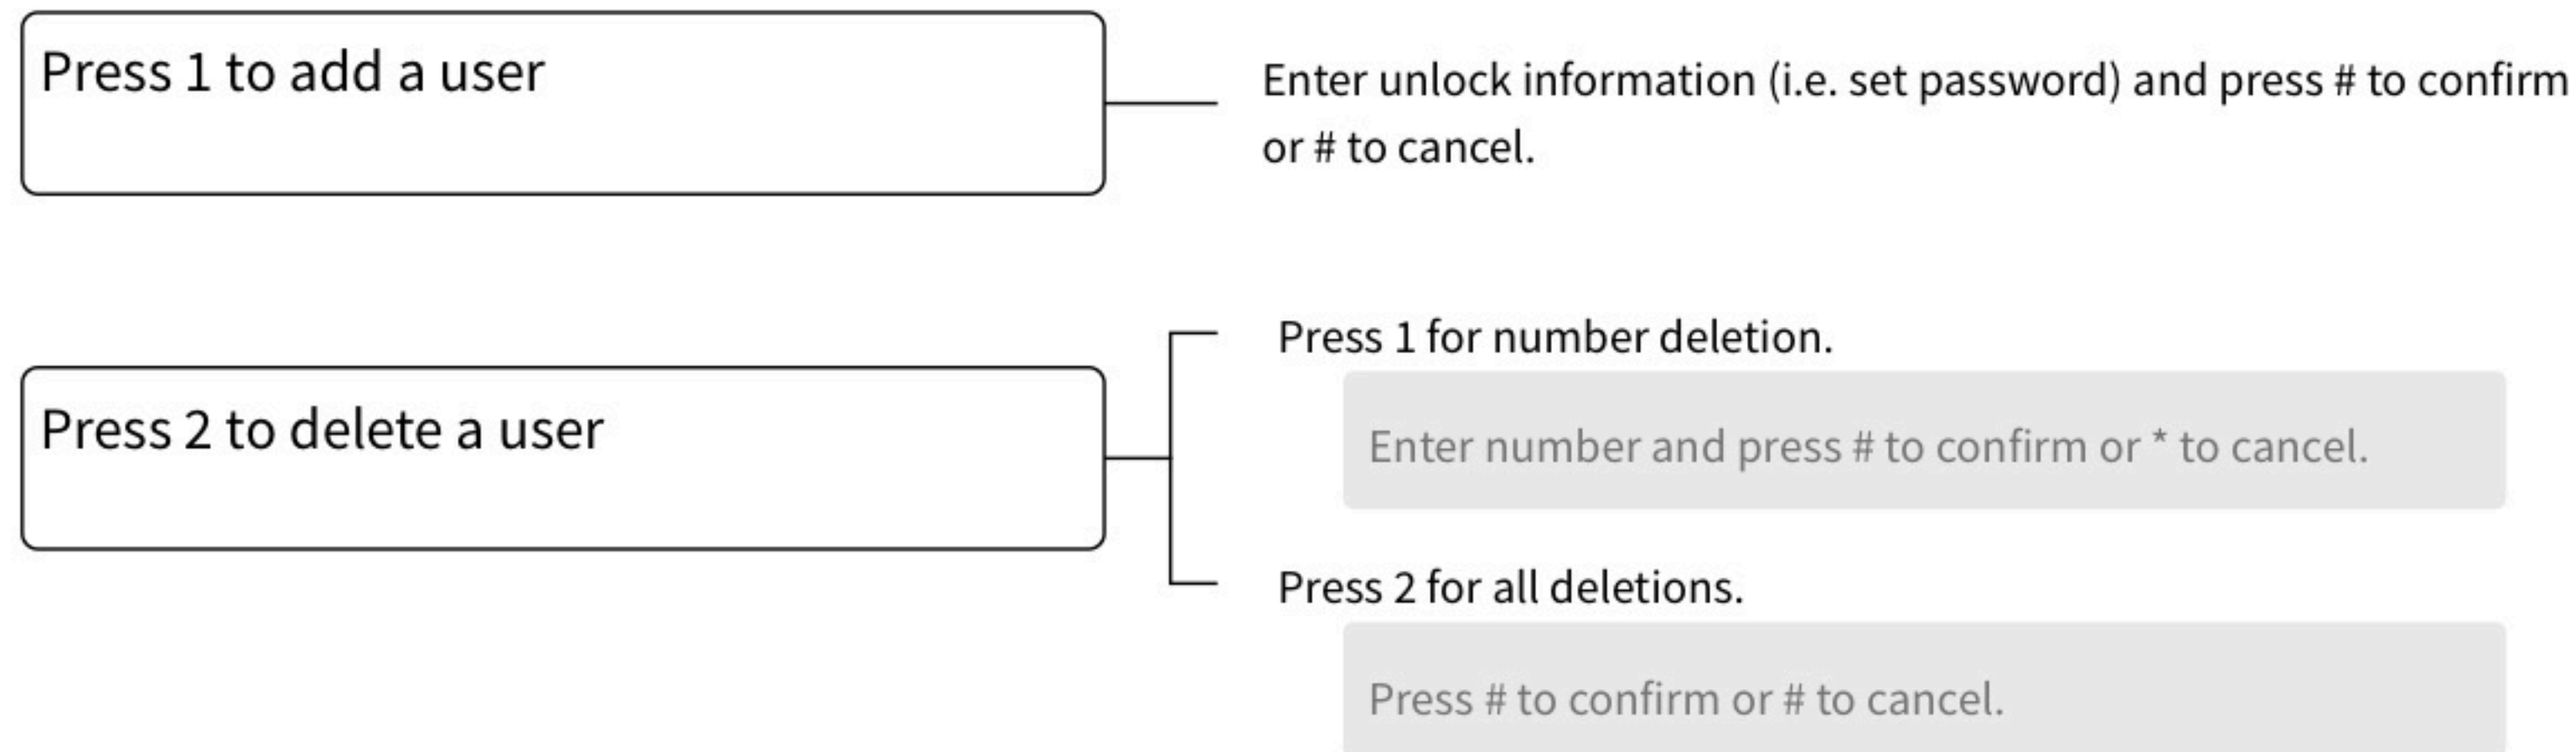 Press 1 to add a user
Enter unlock information (i.e. set password) and press # to confirm
or # to cancel.
Press 2 to delete a user
Press 1 for number deletion.
Enter number and press # to confirm or * to cancel.
Press 2 for all deletions.
Press # to confirm or # to cancel.